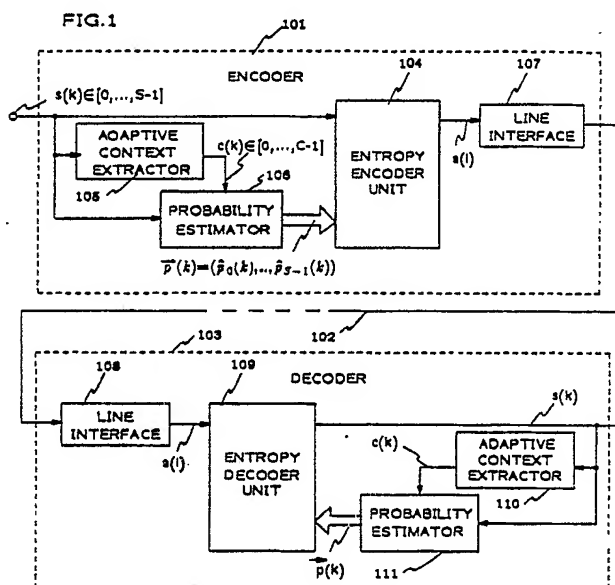 FIG.1
101
ENCODER
s(k)∈[0,...,S-1]
104
107
ADAPTIVE
CONTEXT
EXTRACTOR
105
c(k)∈[0,...,C-1]
106
PROBABILITY
ESTIMATOR
p⃗(k)=(p̂₀(k),..,p̂S-1(k))
ENTROPY
ENCODER
UNIT
a(l)
LINE
INTERFACE
102
103
DECODER
108
109
LINE
INTERFACE
a(l)
ENTROPY
DECODER
UNIT
s(k)
c(k)
ADAPTIVE
CONTEXT
EXTRACTOR
110
PROBABILITY
ESTIMATOR
p⃗(k)
111